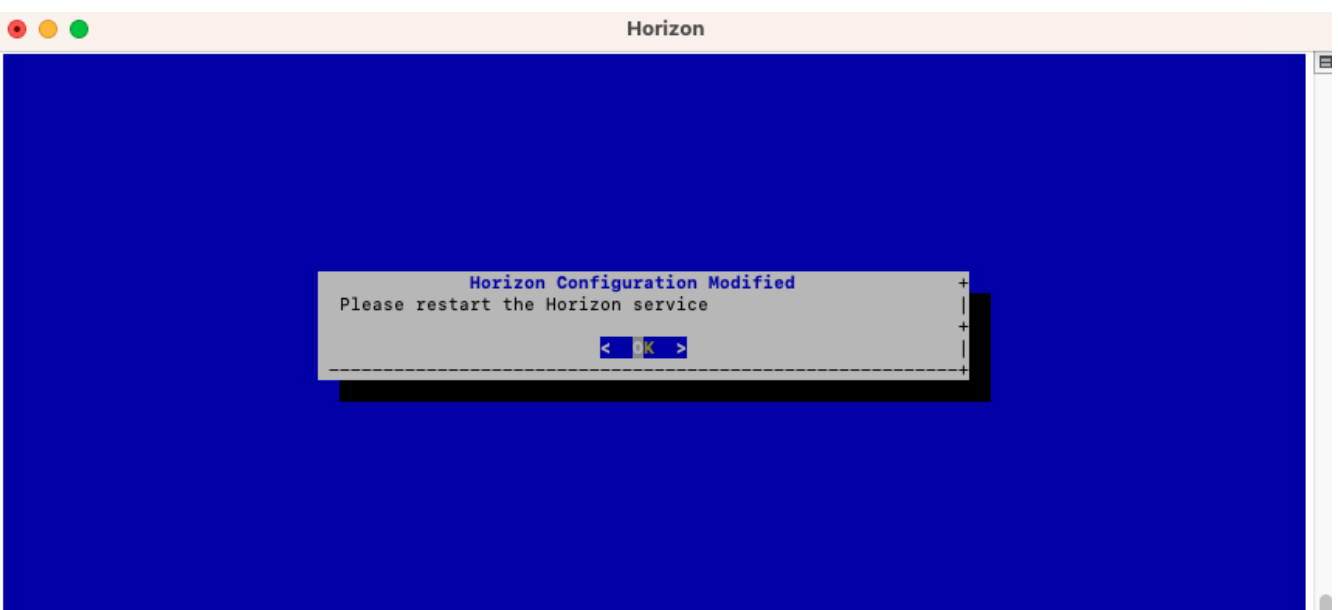 Horizon
Horizon Configuration Modified
Please restart the Horizon service
< OK >